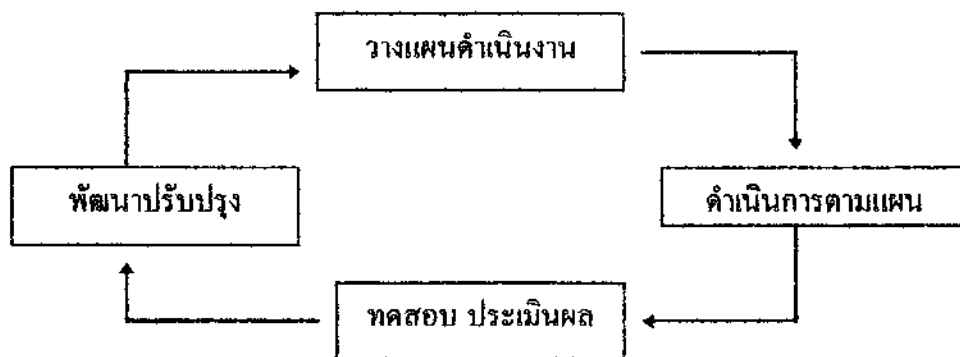 วางแผนดำเนินงาน
พัฒนาปรับปรุง
ดำเนินการตามแผน
ทดสอบ ประเมินผล